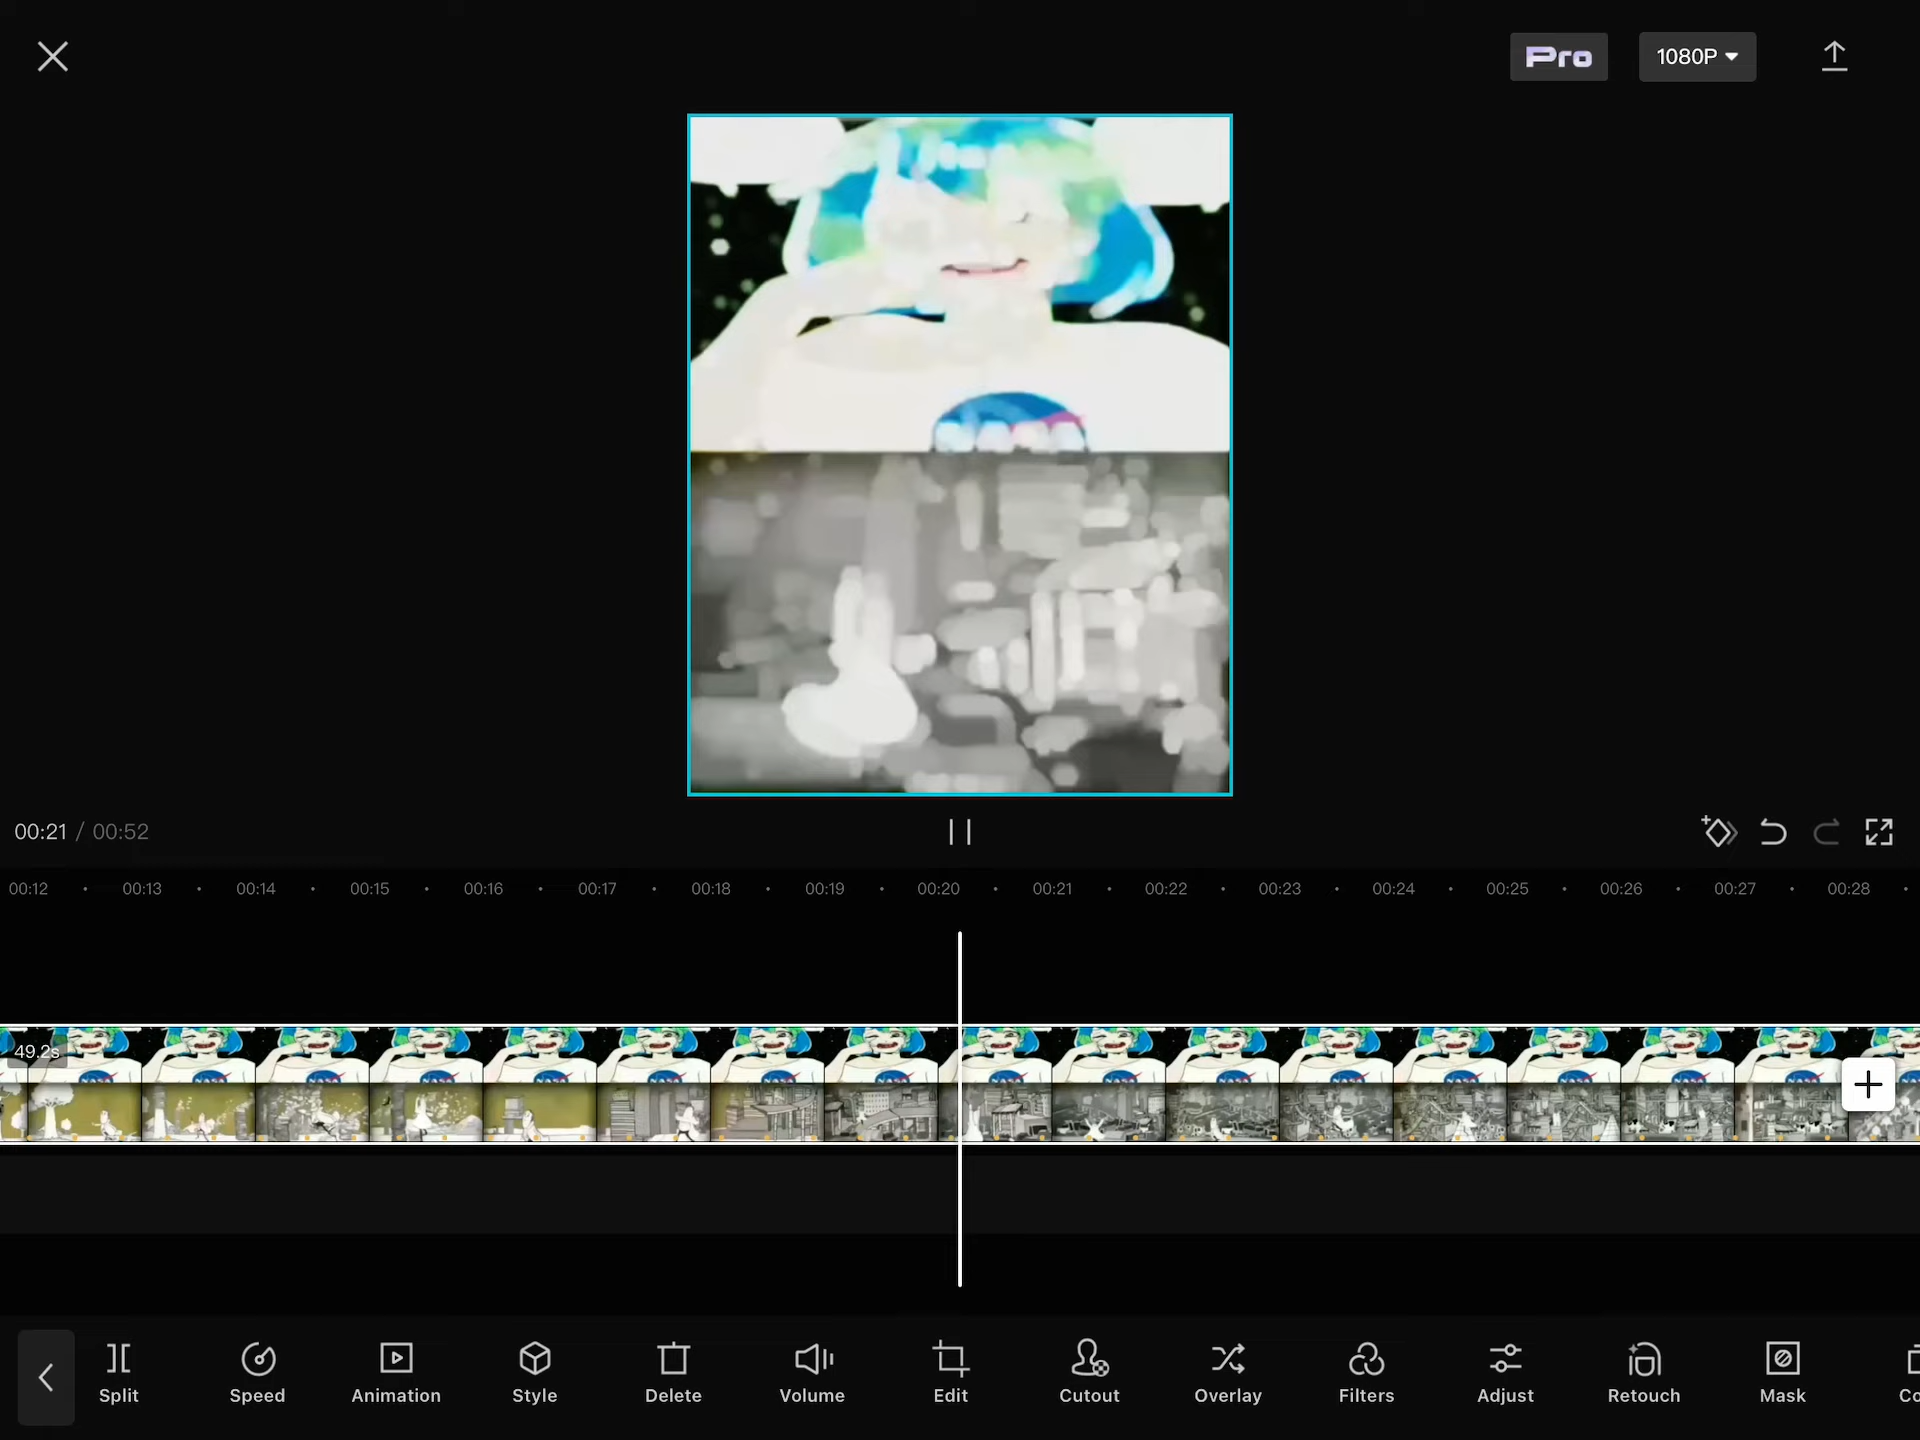 Pro
1080P
00:21 / 00:52
00:12 00:13 00:14 00:15 00:16 00:17 00:18 00:19 00:20 00:21 00:22 00:23 00:24 00:25 00:26 00:27 00:28
49.2s
Split Speed Animation Style Delete Volume Edit Cutout Overlay Filters Adjust Retouch Mask Co